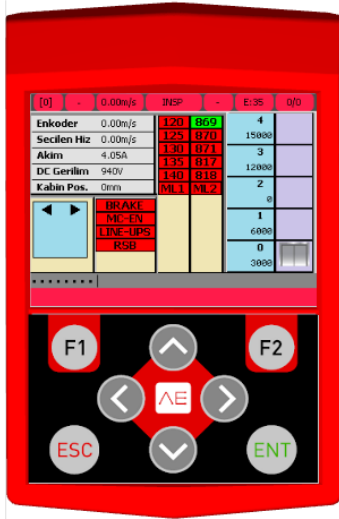 [0] - 0.00m/s INSP - E:35 0/0
Enkoder 0.00m/s 120 869 4
15000
Secilen Hiz 0.00m/s 125 870
130 871 3
Akim 4.05A 135 817 12000
DC Gerilim 940V 140 818 2
Kabin Pos. 0mm ML1 ML2 0
BRAKE 1
MC-EN 6000
LINE-UPS
RSB 0
3000
F1 F2
AE
ESC ENT